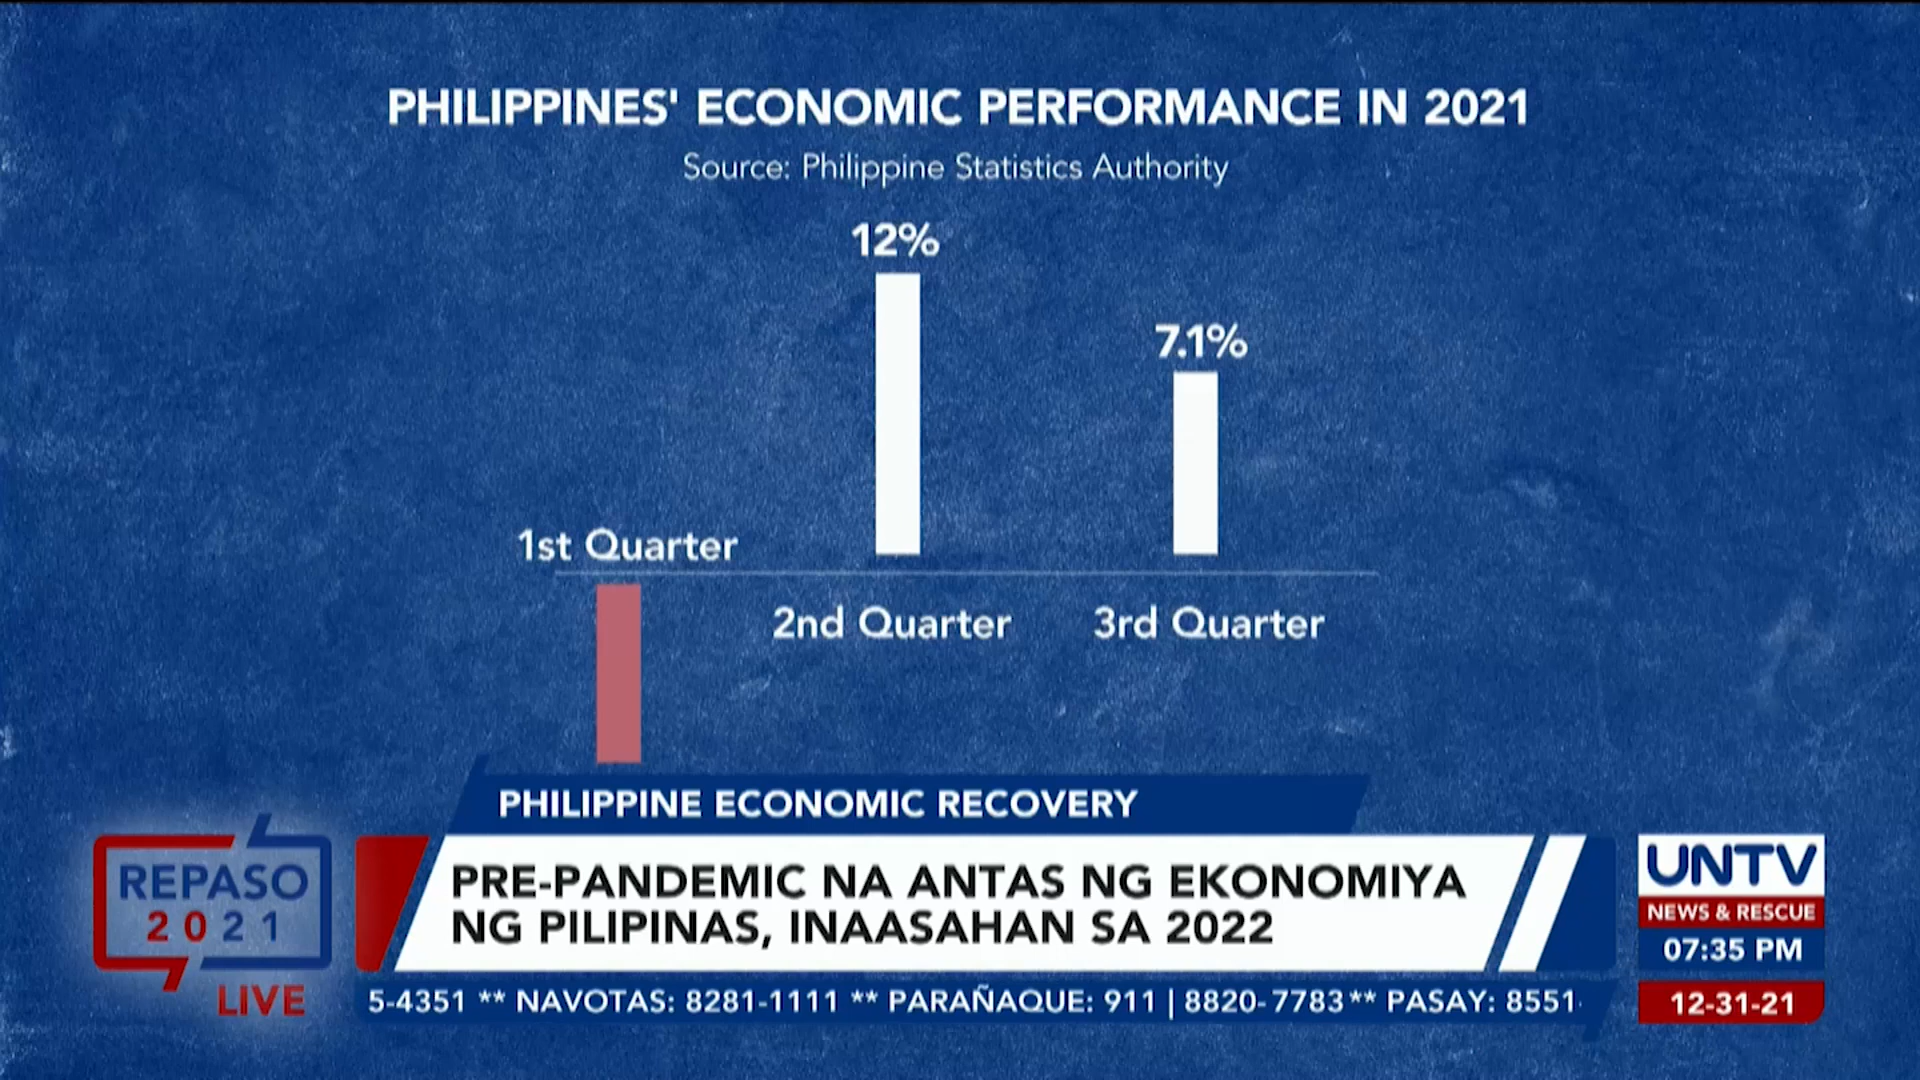 PHILIPPINES' ECONOMIC PERFORMANCE IN 2021
Source: Philippine Statistics Authority
12%
7.1%
1st Quarter
2nd Quarter
3rd Quarter
PHILIPPINE ECONOMIC RECOVERY
PRE-PANDEMIC NA ANTAS NG EKONOMIYA
NG PILIPINAS, INAASAHAN SA 2022
REPASO
2021
LIVE
5-4351 ** NAVOTAS: 8281-1111 ** PARAÑAQUE: 911 | 8820-7783** PASAY: 8551
UNTV
NEWS & RESCUE
07:35 PM
12-31-21